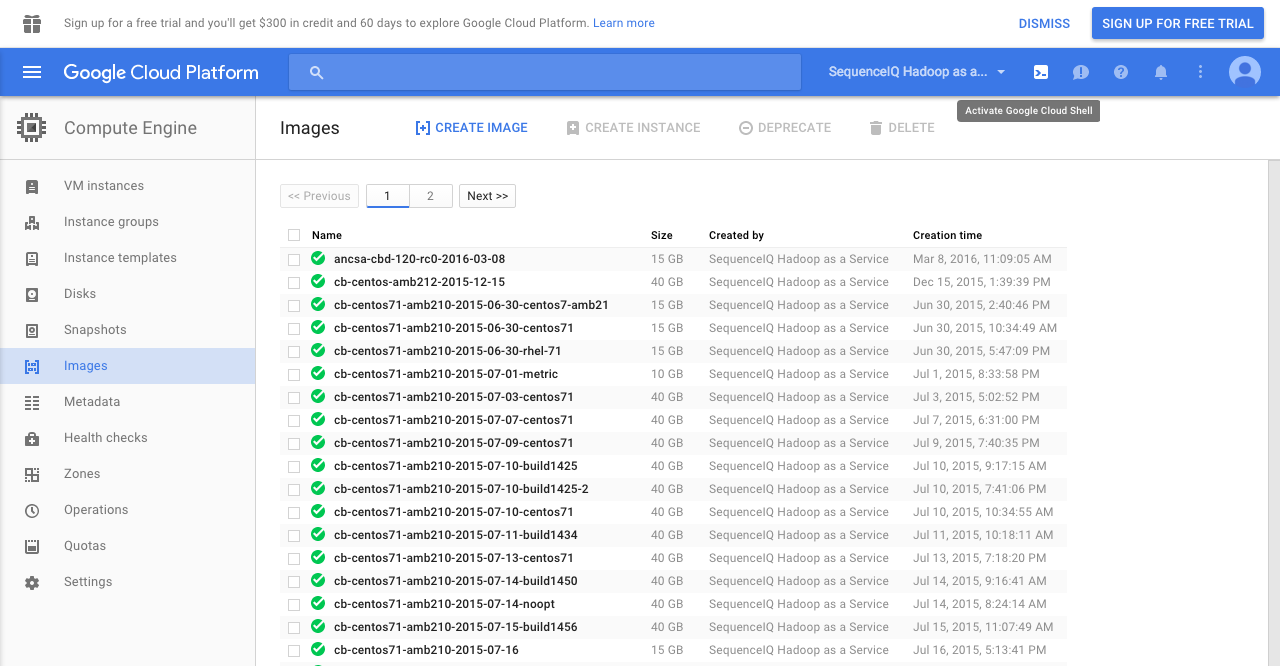 Sign up for a free trial and you'll get $300 in credit and 60 days to explore Google Cloud Platform. Learn more
DISMISS
SIGN UP FOR FREE TRIAL
Google Cloud Platform
SequenceIQ Hadoop as a...
Activate Google Cloud Shell
Compute Engine
VM instances
Instance groups
Instance templates
Disks
Snapshots
Images
Metadata
Health checks
Zones
Operations
Quotas
Settings
Images
CREATE IMAGE
CREATE INSTANCE
DEPRECATE
DELETE
<< Previous 1 2 Next >>
Name Size Created by Creation time
ancsa-cbd-120-rc0-2016-03-08 15 GB SequenceIQ Hadoop as a Service Mar 8, 2016, 11:09:05 AM
cb-centos-amb212-2015-12-15 40 GB SequenceIQ Hadoop as a Service Dec 15, 2015, 1:39:39 PM
cb-centos71-amb210-2015-06-30-centos7-amb21 15 GB SequenceIQ Hadoop as a Service Jun 30, 2015, 2:40:46 PM
cb-centos71-amb210-2015-06-30-centos71 15 GB SequenceIQ Hadoop as a Service Jun 30, 2015, 10:34:49 AM
cb-centos71-amb210-2015-06-30-rhel-71 15 GB SequenceIQ Hadoop as a Service Jun 30, 2015, 5:47:09 PM
cb-centos71-amb210-2015-07-01-metric 10 GB SequenceIQ Hadoop as a Service Jul 1, 2015, 8:33:58 PM
cb-centos71-amb210-2015-07-03-centos71 40 GB SequenceIQ Hadoop as a Service Jul 3, 2015, 5:02:52 PM
cb-centos71-amb210-2015-07-07-centos71 40 GB SequenceIQ Hadoop as a Service Jul 7, 2015, 6:31:00 PM
cb-centos71-amb210-2015-07-09-centos71 40 GB SequenceIQ Hadoop as a Service Jul 9, 2015, 7:40:35 PM
cb-centos71-amb210-2015-07-10-build1425 40 GB SequenceIQ Hadoop as a Service Jul 10, 2015, 9:17:15 AM
cb-centos71-amb210-2015-07-10-build1425-2 40 GB SequenceIQ Hadoop as a Service Jul 10, 2015, 7:41:06 PM
cb-centos71-amb210-2015-07-10-centos71 40 GB SequenceIQ Hadoop as a Service Jul 10, 2015, 10:34:55 AM
cb-centos71-amb210-2015-07-11-build1434 40 GB SequenceIQ Hadoop as a Service Jul 11, 2015, 10:18:11 AM
cb-centos71-amb210-2015-07-13-centos71 40 GB SequenceIQ Hadoop as a Service Jul 13, 2015, 7:18:20 PM
cb-centos71-amb210-2015-07-14-build1450 40 GB SequenceIQ Hadoop as a Service Jul 14, 2015, 9:16:41 AM
cb-centos71-amb210-2015-07-14-noopt 40 GB SequenceIQ Hadoop as a Service Jul 14, 2015, 8:24:14 AM
cb-centos71-amb210-2015-07-15-build1456 40 GB SequenceIQ Hadoop as a Service Jul 15, 2015, 11:07:49 AM
cb-centos71-amb210-2015-07-16 15 GB SequenceIQ Hadoop as a Service Jul 16, 2015, 5:13:41 PM